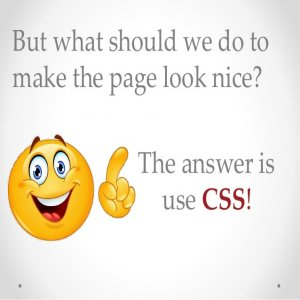 But what should we do to
make the page look nice?
The answer is
use CSS!